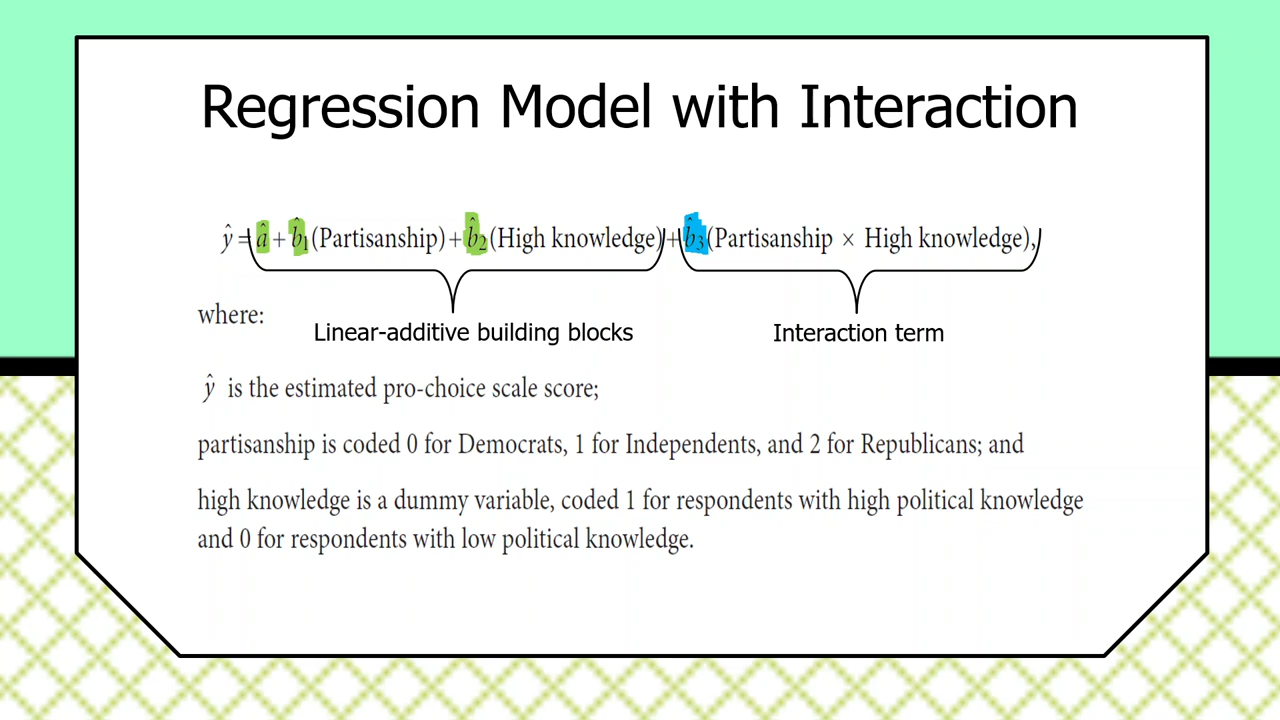 Regression Model with Interaction
ŷ = â + b̂₁(Partisanship) + b̂₂(High knowledge) + b̂₃(Partisanship × High knowledge),
where:
Linear-additive building blocks
Interaction term
ŷ is the estimated pro-choice scale score;
partisanship is coded 0 for Democrats, 1 for Independents, and 2 for Republicans; and
high knowledge is a dummy variable, coded 1 for respondents with high political knowledge
and 0 for respondents with low political knowledge.